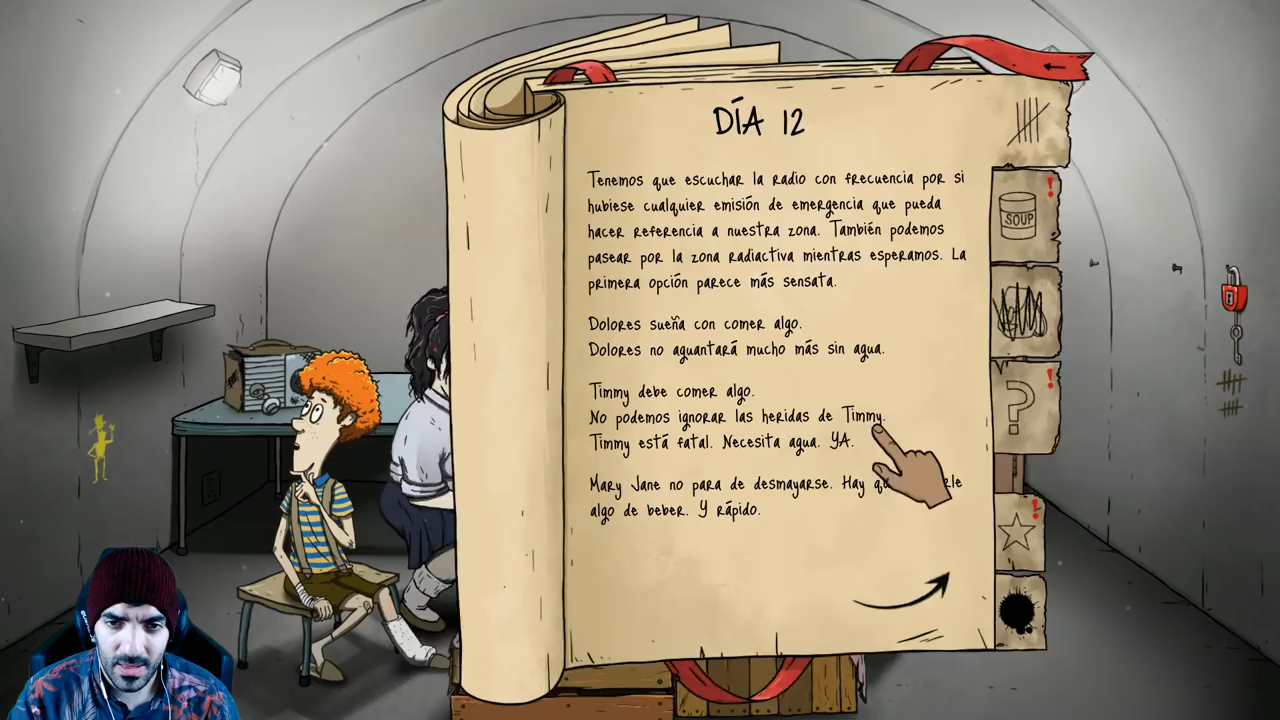 DÍA 12
Tenemos que escuchar la radio con frecuencia por si
hubiese cualquier emisión de emergencia que pueda
hacer referencia a nuestra zona. También podemos
pasear por la zona radiactiva mientras esperamos. La
primera opción parece más sensata.
Dolores sueña con comer algo.
Dolores no aguantará mucho más sin agua.
Timmy debe comer algo.
No podemos ignorar las heridas de Timmy.
Timmy está fatal. Necesita agua. YA.
Mary Jane no para de desmayarse. Hay
algo de beber. Y rápido.
SOUP